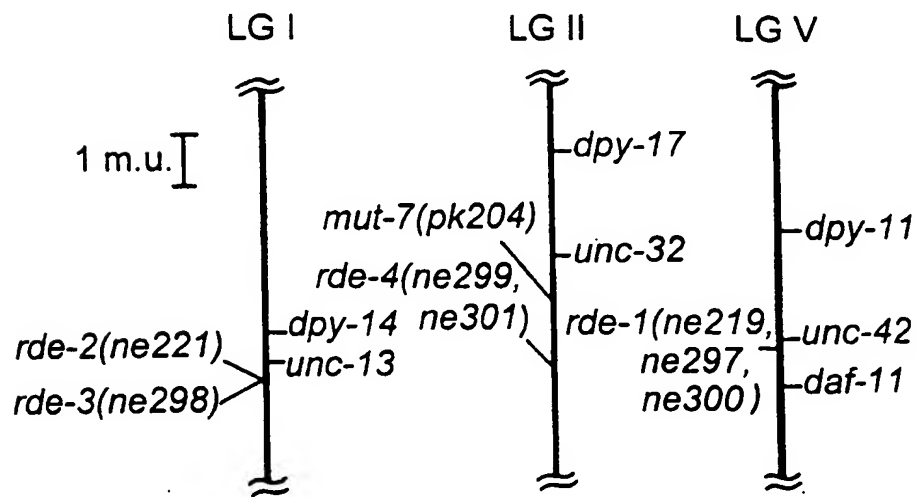 LG I
LG II
LG V
1 m.u.
dpy-14
unc-13
rde-2(ne221)
rde-3(ne298)
dpy-17
mut-7(pk204)
unc-32
rde-4(ne299,
ne301)
dpy-11
rde-1(ne219,
ne297,
ne300)
unc-42
daf-11